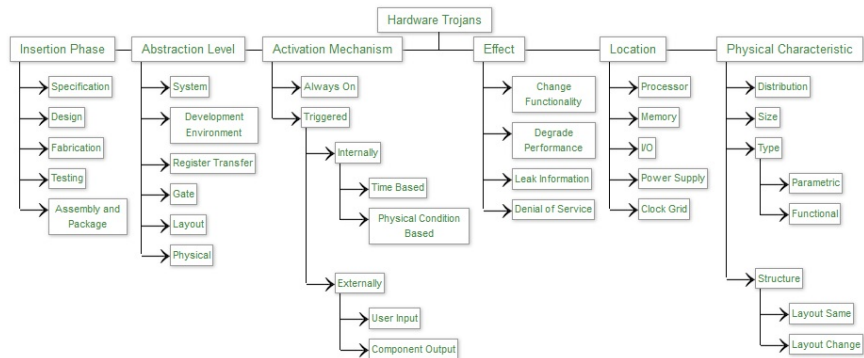 Hardware Trojans
Insertion Phase
Specification
Design
Fabrication
Testing
Assembly and
Package
Abstraction Level
System
Development
Environment
Register Transfer
Gate
Layout
Physical
Activation Mechanism
Always On
Triggered
Internally
Time Based
Physical Condition
Based
Externally
User Input
Component Output
Effect
Change
Functionality
Degrade
Performance
Leak Information
Denial of Service
Location
Processor
Memory
I/O
Power Supply
Clock Grid
Physical Characteristic
Distribution
Size
Type
Parametric
Functional
Structure
Layout Same
Layout Change